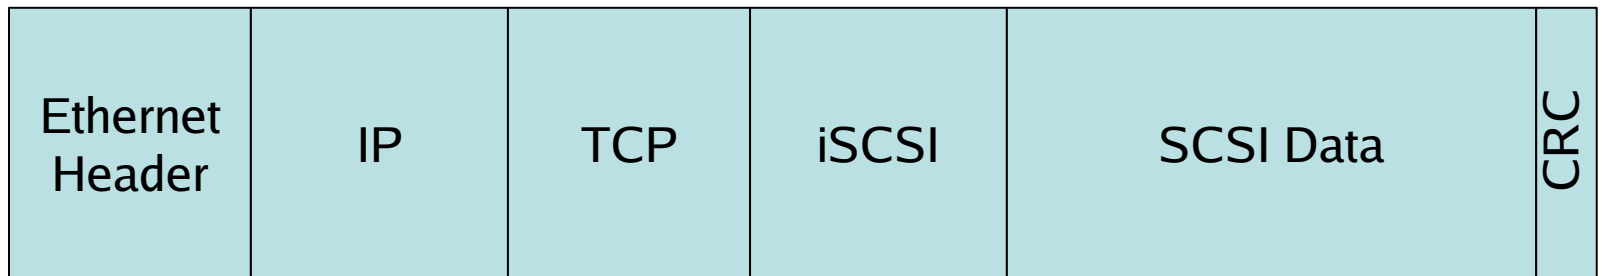 Ethernet
Header
IP
TCP
iSCSI
SCSI Data
CRC